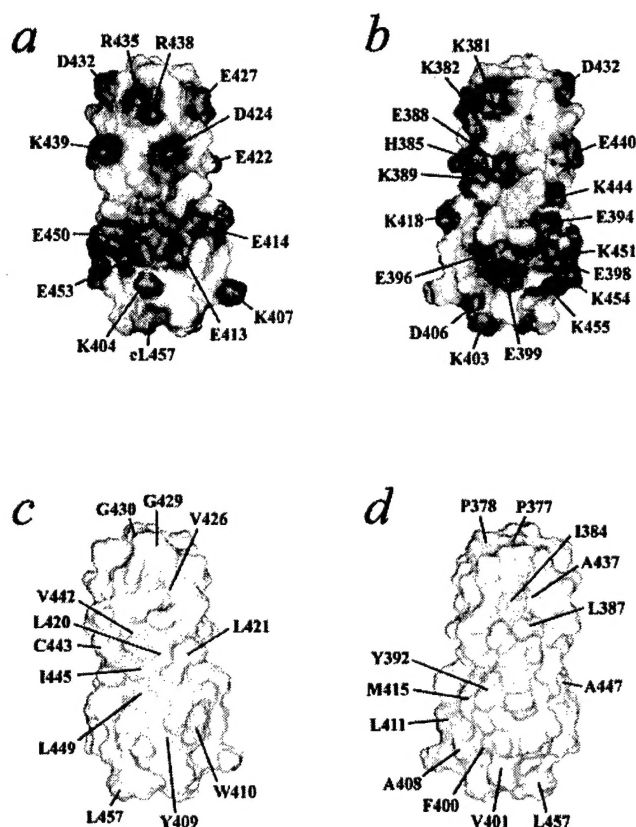 a
R435 R438
D432 E427
D424
K439
E422
E450
E414
E453
K407
K404 E413
cL457
b
K381
K382 D432
E388
H385 E440
K389
K444
K418 E394
K451
E396 E398
K454
D406 K455
K403 E399
c
G429
G430 V426
V442
L420 L421
C443
I445
L449
W410
L457 Y409
d
P378 P377
I384
A437
L387
Y392
M415 A447
L411
A408
F400
V401 L457